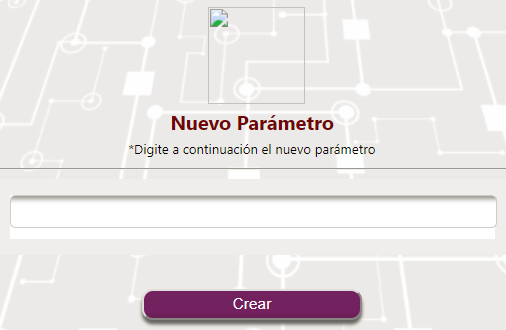 Nuevo Parámetro
*Digite a continuación el nuevo parámetro
Crear